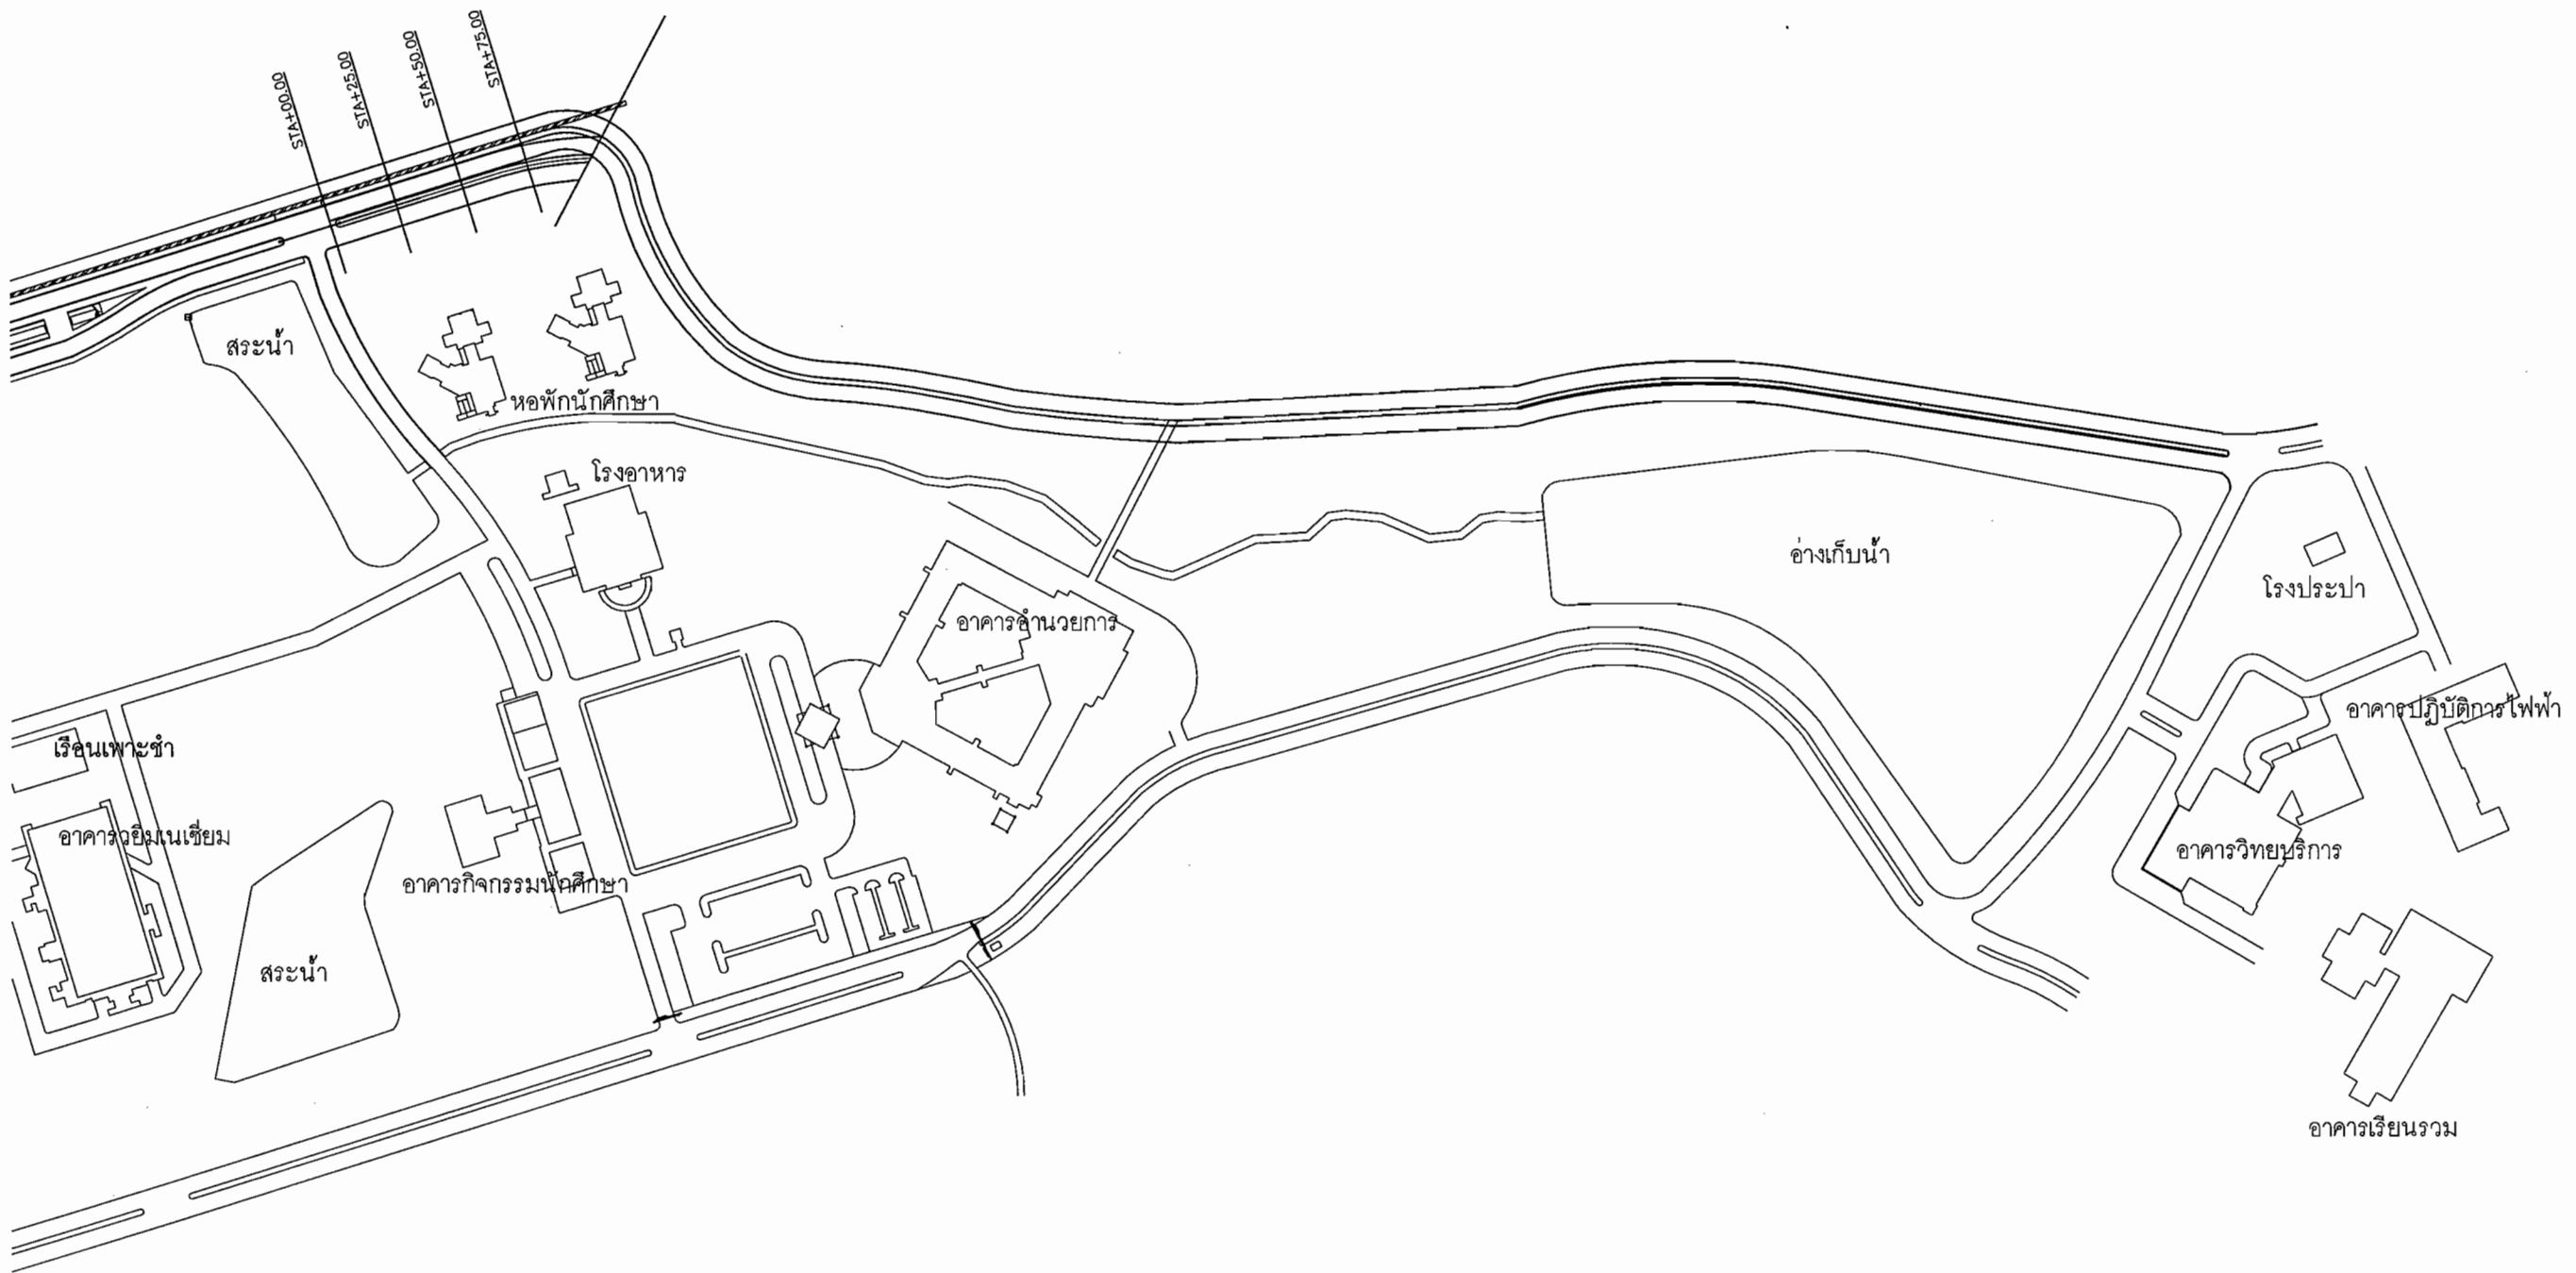 STA+00.00
STA+25.00
STA+50.00
STA+75.00
สระน้ำ
หอพักนักศึกษา
โรงอาหาร
อ่างเก็บน้ำ
โรงประปา
อาคารอำนวยการ
อาคารปฏิบัติการไฟฟ้า
เรือนเพาะชำ
อาคารวยิมเนเซี่ยม
อาคารกิจกรรมนักศึกษา
อาคารวิทยบริการ
สระน้ำ
อาคารเรียนรวม